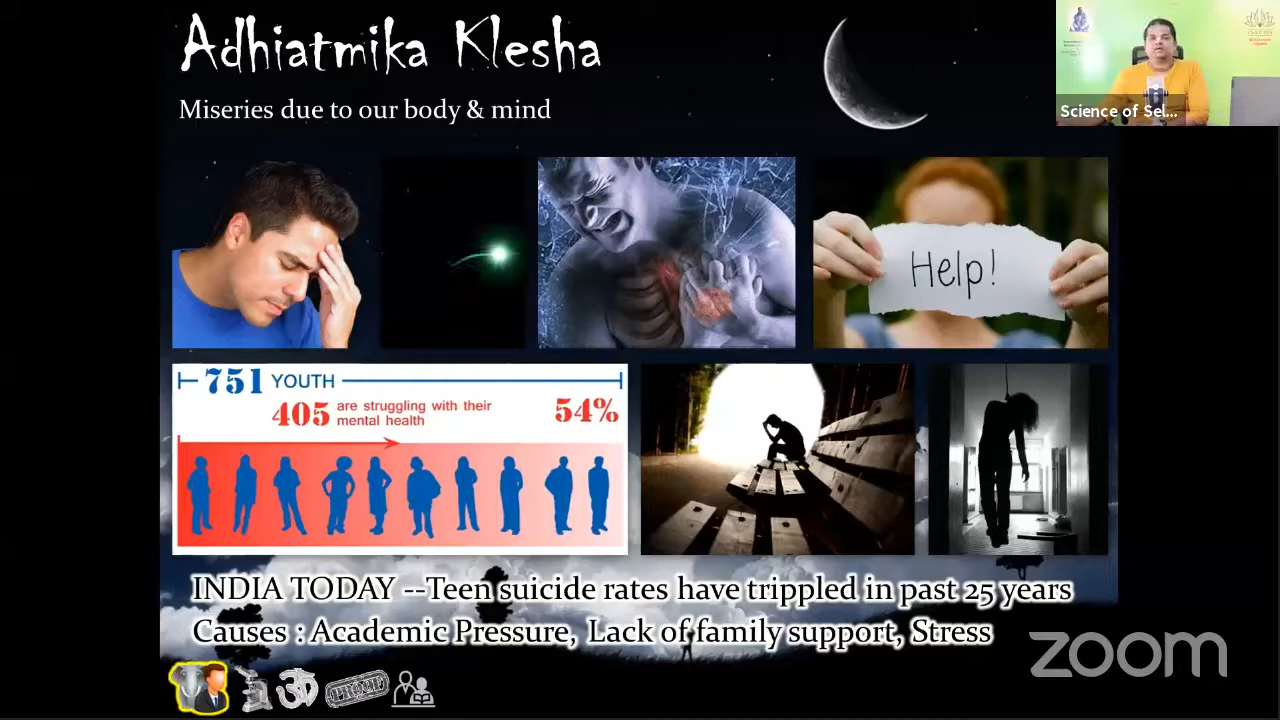 Adhiatmika Klesha
Miseries due to our body & mind
Science of Sel...
Help!
751 YOUTH
405 are struggling with their
mental health
54%
INDIA TODAY --Teen suicide rates have trippled in past 25 years
Causes : Academic Pressure, Lack of family support, Stress
zoom
ॐ